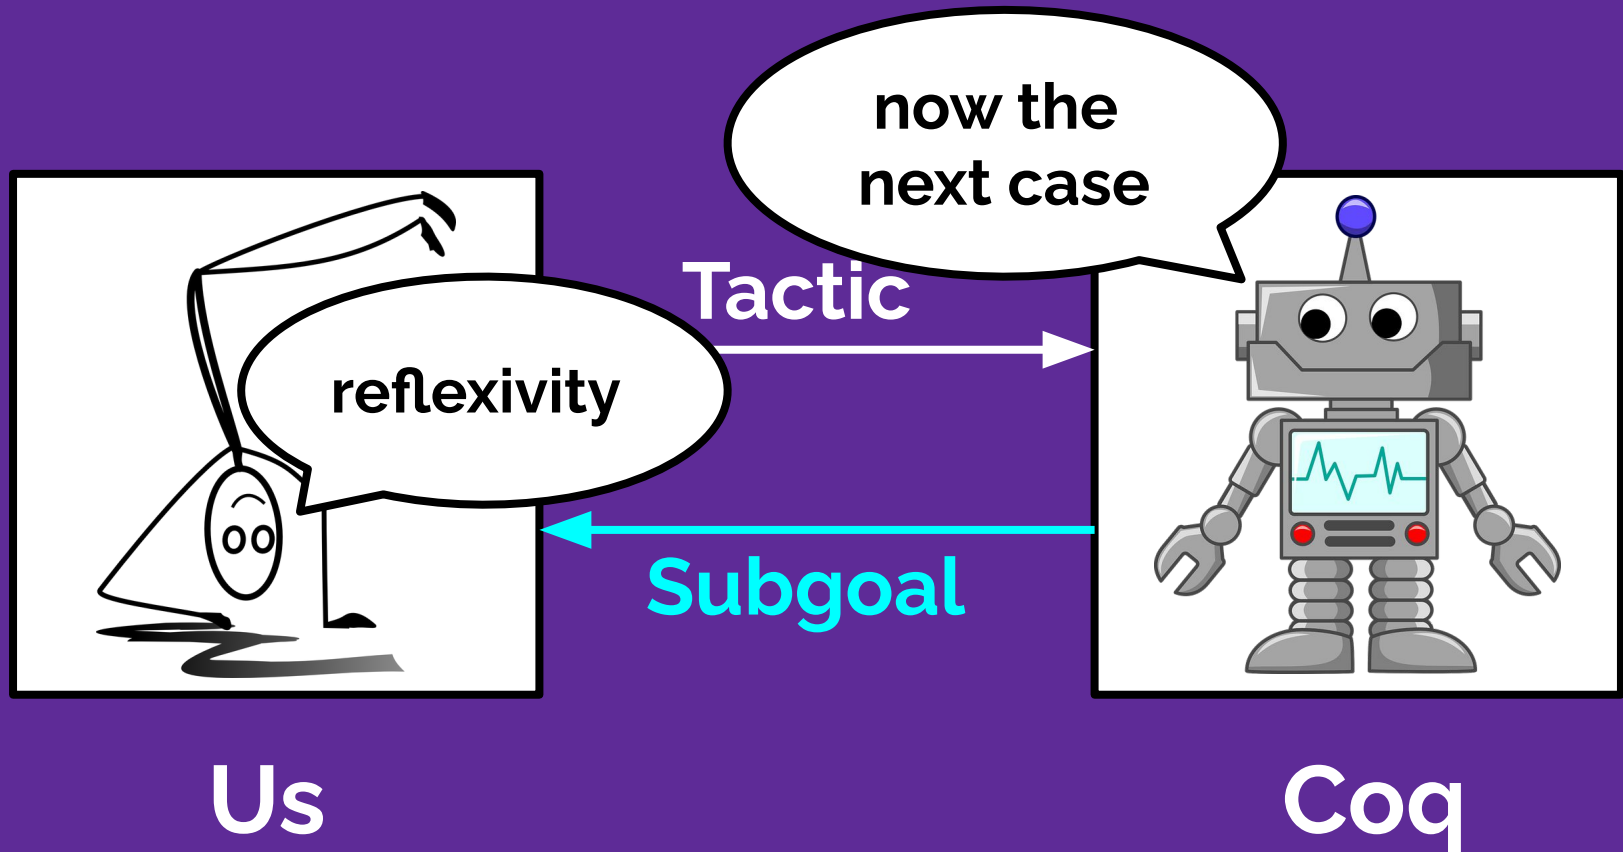 now the
next case
Tactic
reflexivity
Subgoal
Us
Coq